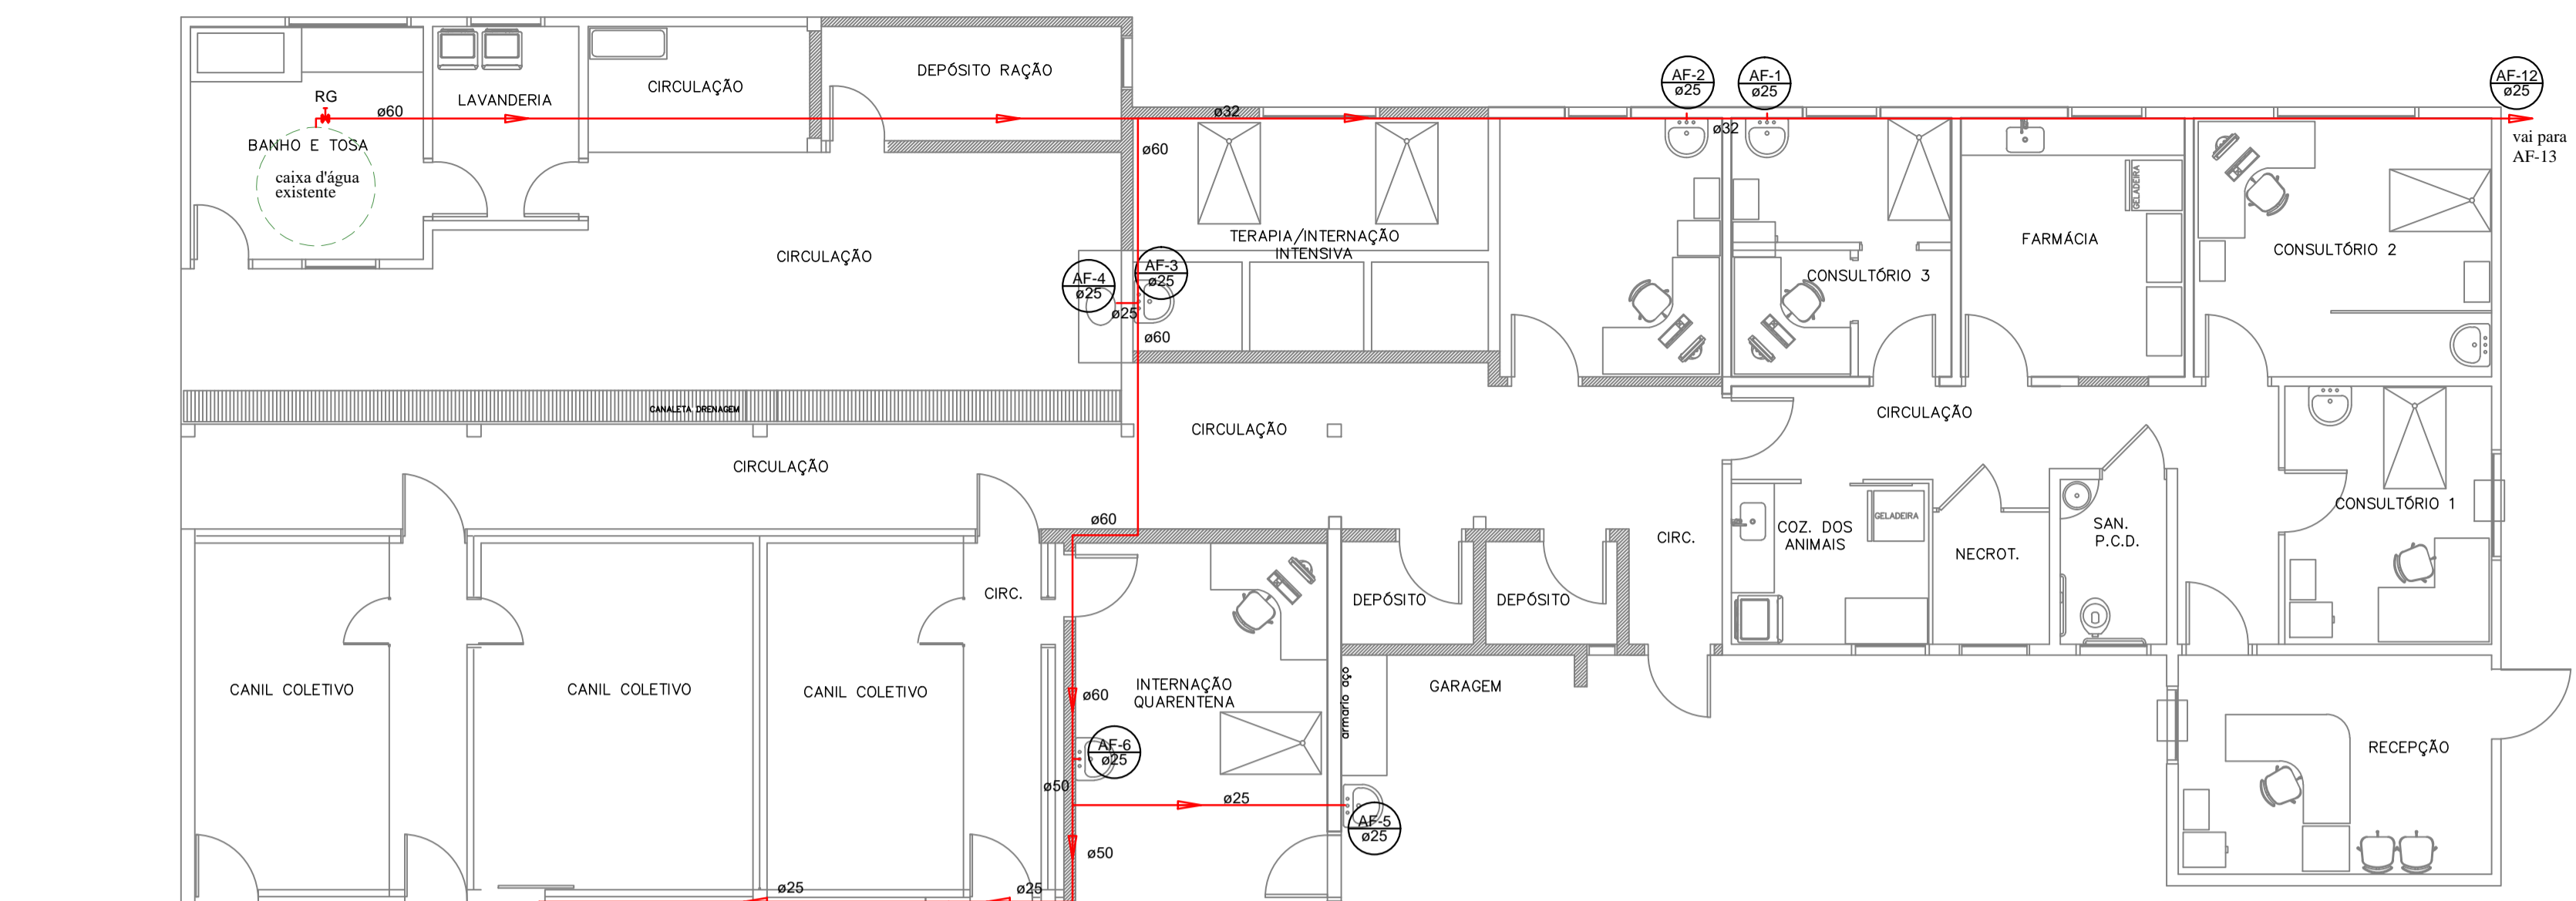 DEPÓSITO RAÇÃO
AF-2
ø25
AF-1
ø25
AF-12
ø25
CIRCULAÇÃO
RG
LAVANDERIA
ø60
ø32
ø32
vai para
AF-13
BANHO E TOSA
ø60
caixa d'água
existente
GELADEIRA
TERAPIA/INTERNAÇÃO
INTENSIVA
FARMÁCIA
CONSULTÓRIO 2
CIRCULAÇÃO
AF-4
ø25
AF-3
ø25
CONSULTÓRIO 3
ø25
ø60
CANALETA DRENAGEM
CIRCULAÇÃO
CIRCULAÇÃO
CIRCULAÇÃO
CONSULTÓRIO 1
ø60
GELADEIRA
COZ. DOS
ANIMAIS
SAN.
P.C.D.
CIRC.
NECROT.
CIRC.
DEPÓSITO
DEPÓSITO
CANIL COLETIVO
CANIL COLETIVO
CANIL COLETIVO
ø60
INTERNAÇÃO
QUARENTENA
armario aço
GARAGEM
RECEPÇÃO
AF-6
ø25
ø50
ø25
AF-5
ø25
ø50
ø25
ø25